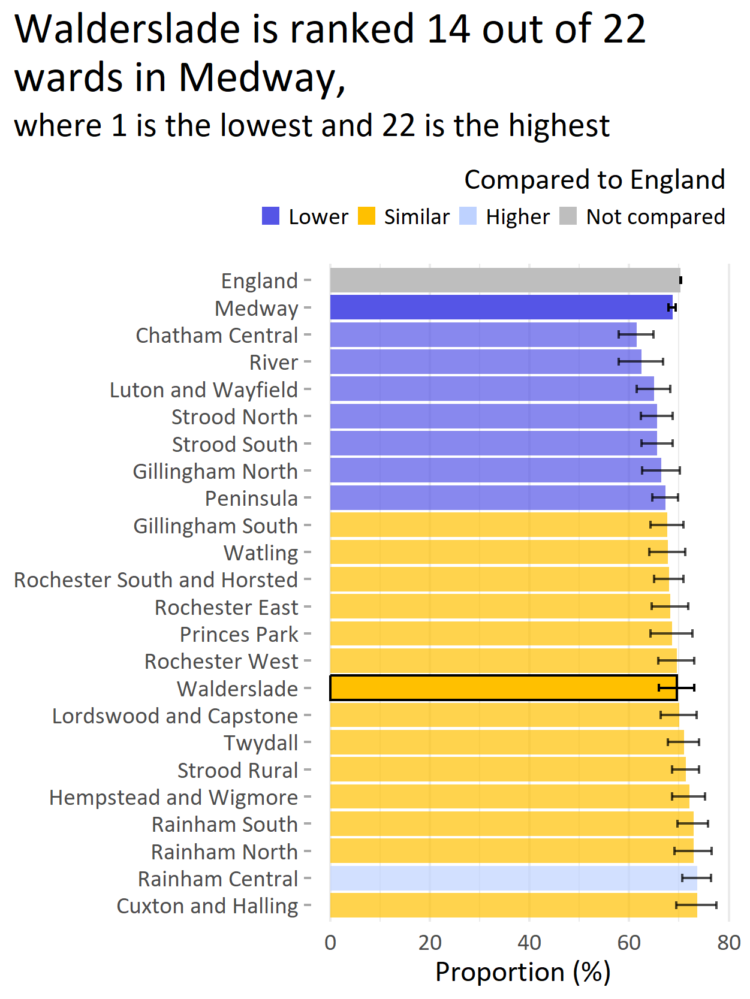 Walderslade is ranked 14 out of 22
wards in Medway,
where 1 is the lowest and 22 is the highest
Compared to England
Lower Similar Higher Not compared
England
Medway
Chatham Central
River
Luton and Wayfield
Strood North
Strood South
Gillingham North
Peninsula
Gillingham South
Watling
Rochester South and Horsted
Rochester East
Princes Park
Rochester West
Walderslade
Lordswood and Capstone
Twydall
Strood Rural
Hempstead and Wigmore
Rainham South
Rainham North
Rainham Central
Cuxton and Halling
0 20 40 60 80
Proportion (%)